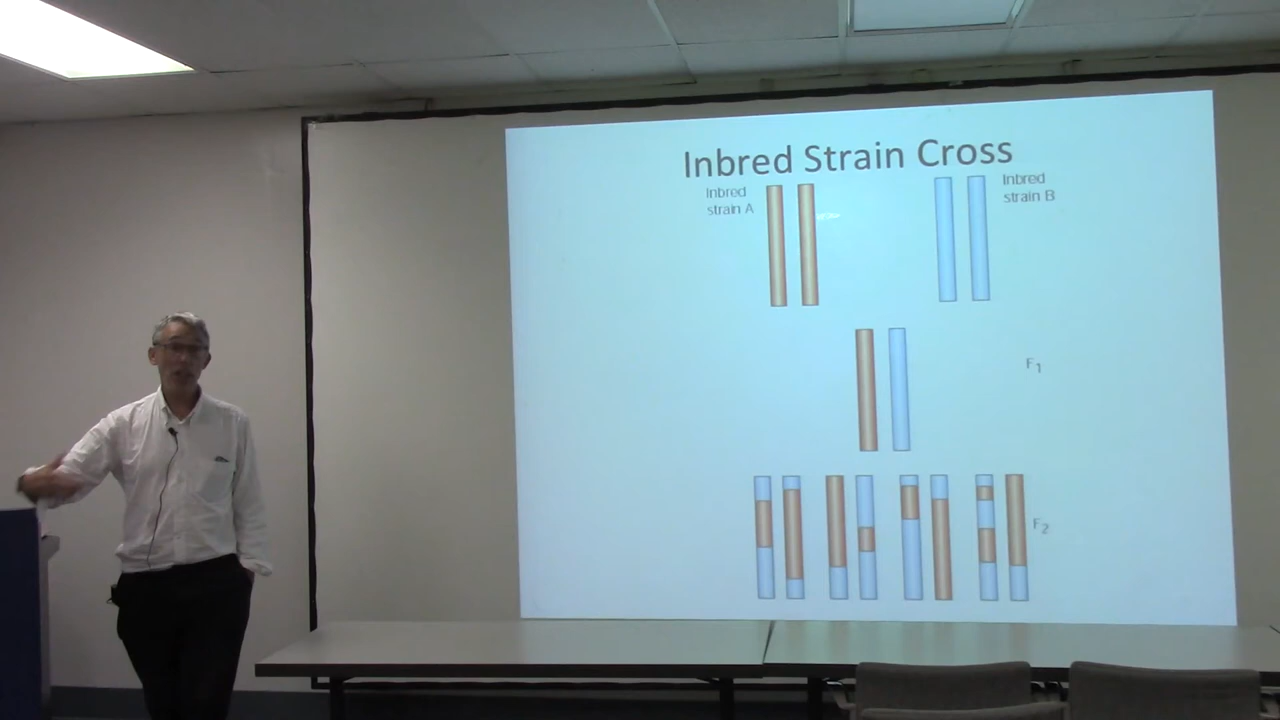 Inbred Strain Cross
Inbred
strain A
Inbred
strain B
F1
F2